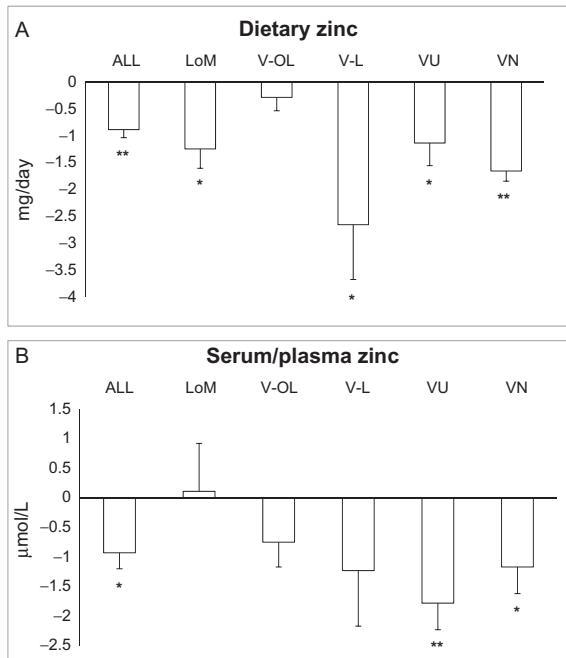 A
Dietary zinc
ALL LoM V-OL V-L VU VN
0
–0.5
–1
–1.5
–2
–2.5
–3
–3.5
–4
mg/day
** * * * **
B
Serum/plasma zinc
ALL LoM V-OL V-L VU VN
1.5
1
0.5
0
–0.5
–1
–1.5
–2
–2.5
µmol/L
* ** *